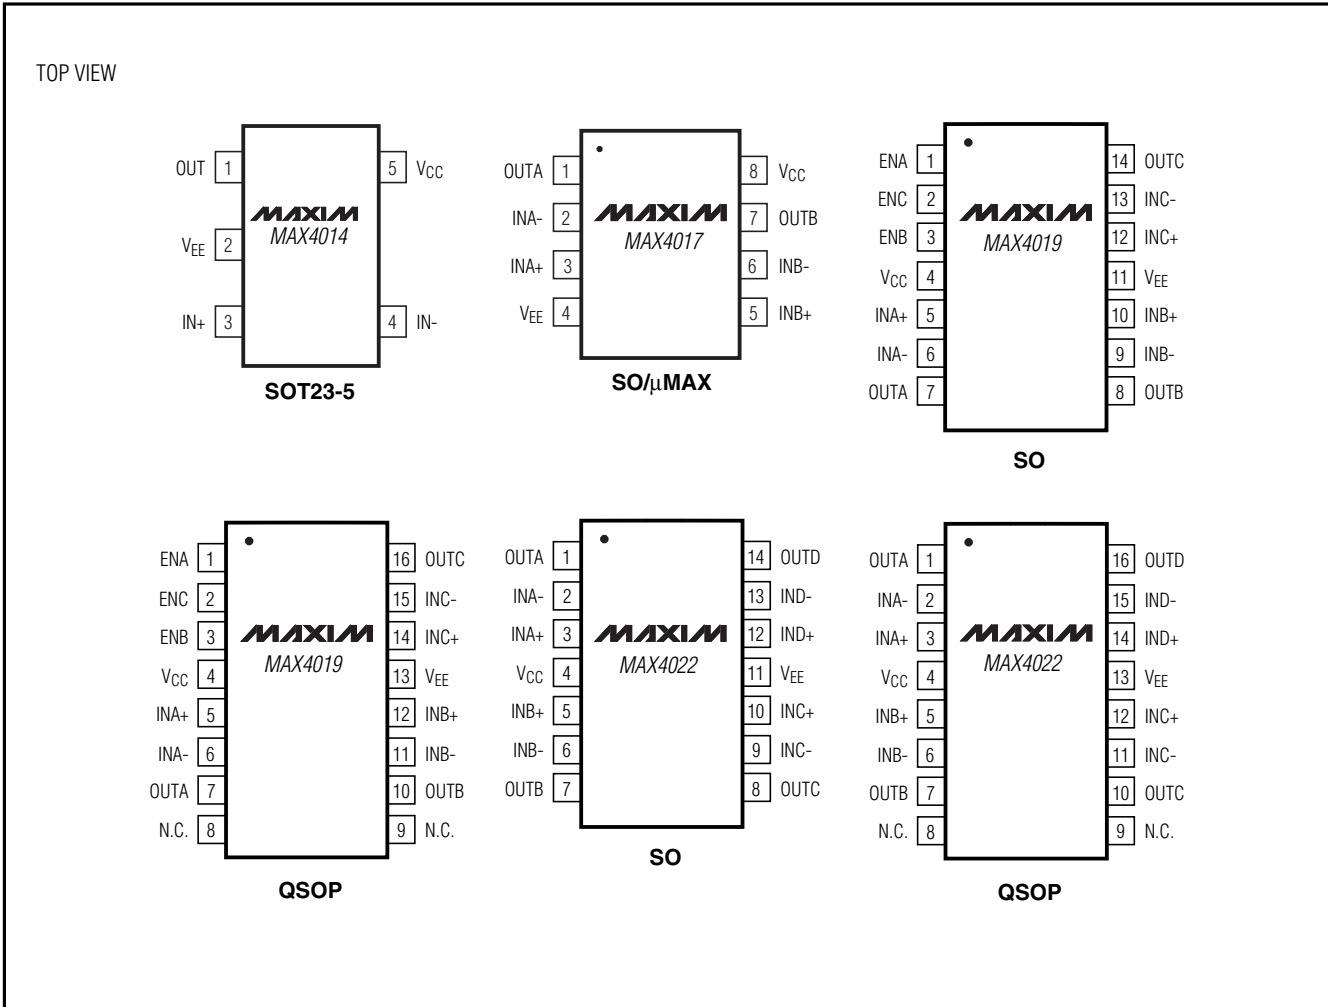 TOP VIEW
OUT 1 5 VCC
MAXIM
MAX4014
VEE 2
IN+ 3 4 IN-
SOT23-5
OUTA 1 8 VCC
INA- 2 MAXIM 7 OUTB
MAX4017
INA+ 3 6 INB-
VEE 4 5 INB+
SO/μMAX
ENA 1 14 OUTC
ENC 2 MAXIM 13 INC-
ENB 3 MAX4019 12 INC+
VCC 4 11 VEE
INA+ 5 10 INB+
INA- 6 9 INB-
OUTA 7 8 OUTB
SO
ENA 1 16 OUTC
ENC 2 15 INC-
ENB 3 MAXIM 14 INC+
VCC 4 MAX4019 13 VEE
INA+ 5 12 INB+
INA- 6 11 INB-
OUTA 7 10 OUTB
N.C. 8 9 N.C.
QSOP
OUTA 1 14 OUTD
INA- 2 13 IND-
INA+ 3 MAXIM 12 IND+
VCC 4 MAX4022 11 VEE
INB+ 5 10 INC+
INB- 6 9 INC-
OUTB 7 8 OUTC
SO
OUTA 1 16 OUTD
INA- 2 15 IND-
INA+ 3 MAXIM 14 IND+
VCC 4 MAX4022 13 VEE
INB+ 5 12 INC+
INB- 6 11 INC-
OUTB 7 10 OUTC
N.C. 8 9 N.C.
QSOP